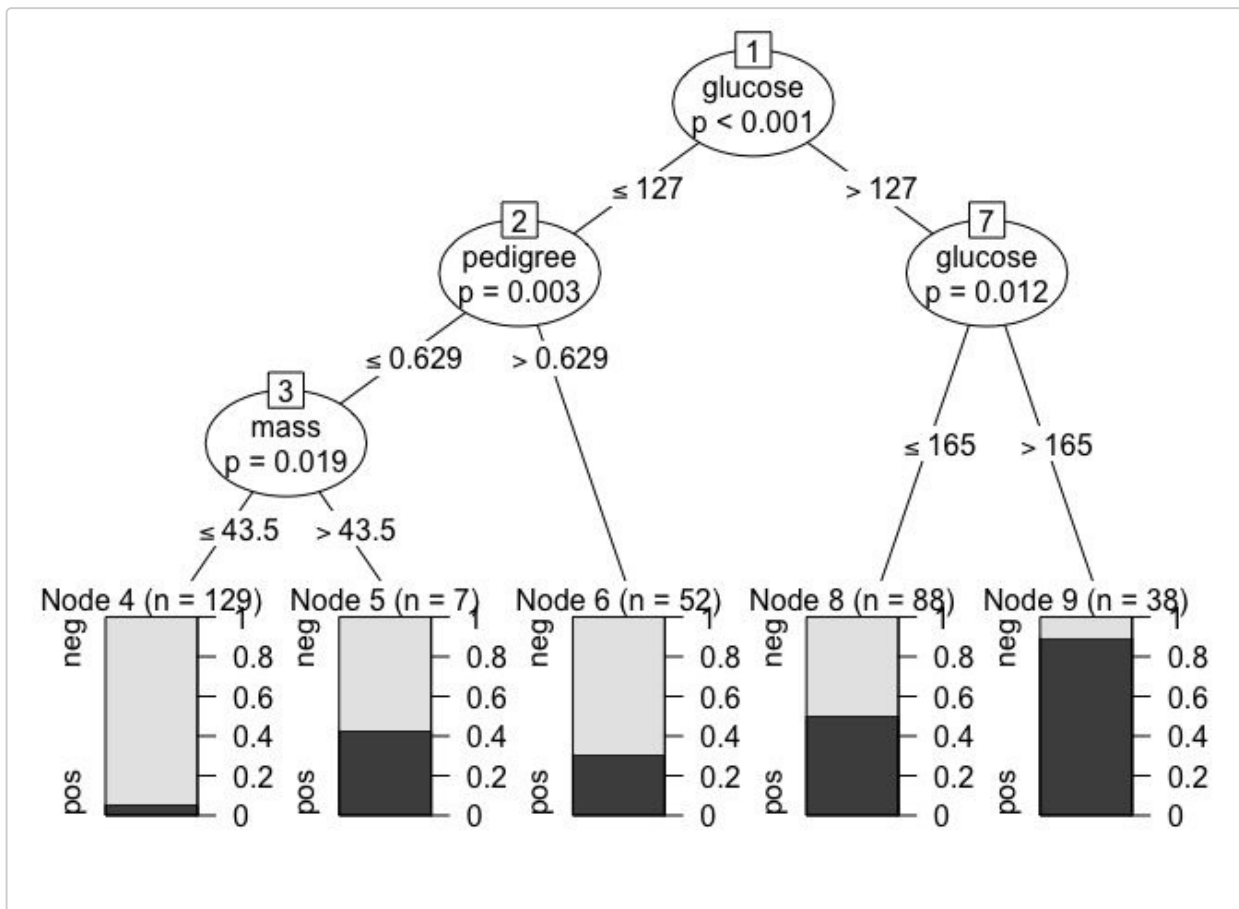 1
glucose
p < 0.001
≤ 127
> 127
2
pedigree
p = 0.003
7
glucose
p = 0.012
≤ 0.629
> 0.629
3
mass
p = 0.019
≤ 165
> 165
≤ 43.5
> 43.5
Node 4 (n = 129)
neg
pos
1
0.8
0.6
0.4
0.2
0
Node 5 (n = 7)
neg
pos
1
0.8
0.6
0.4
0.2
0
Node 6 (n = 52)
neg
pos
1
0.8
0.6
0.4
0.2
0
Node 8 (n = 88)
neg
pos
1
0.8
0.6
0.4
0.2
0
Node 9 (n = 38)
neg
pos
1
0.8
0.6
0.4
0.2
0